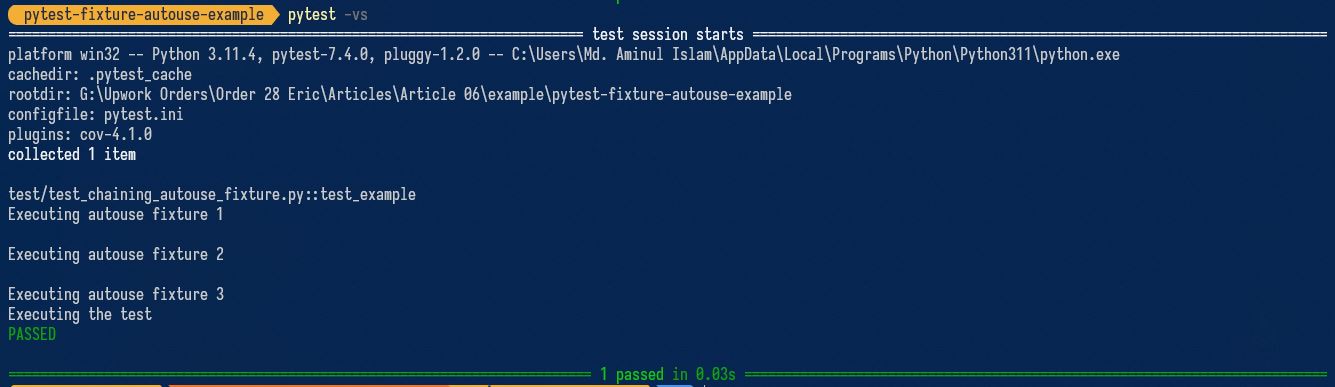 pytest-fixture-autouse-example pytest -vs
============================= test session starts =============================
platform win32 -- Python 3.11.4, pytest-7.4.0, pluggy-1.2.0 -- C:\Users\Md. Aminul Islam\AppData\Local\Programs\Python\Python311\python.exe
cachedir: .pytest_cache
rootdir: G:\Upwork Orders\Order 28 Eric\Articles\Article 06\example\pytest-fixture-autouse-example
configfile: pytest.ini
plugins: cov-4.1.0
collected 1 item
test/test_chaining_autouse_fixture.py::test_example
Executing autouse fixture 1
Executing autouse fixture 2
Executing autouse fixture 3
Executing the test
PASSED
============================= 1 passed in 0.03s =============================